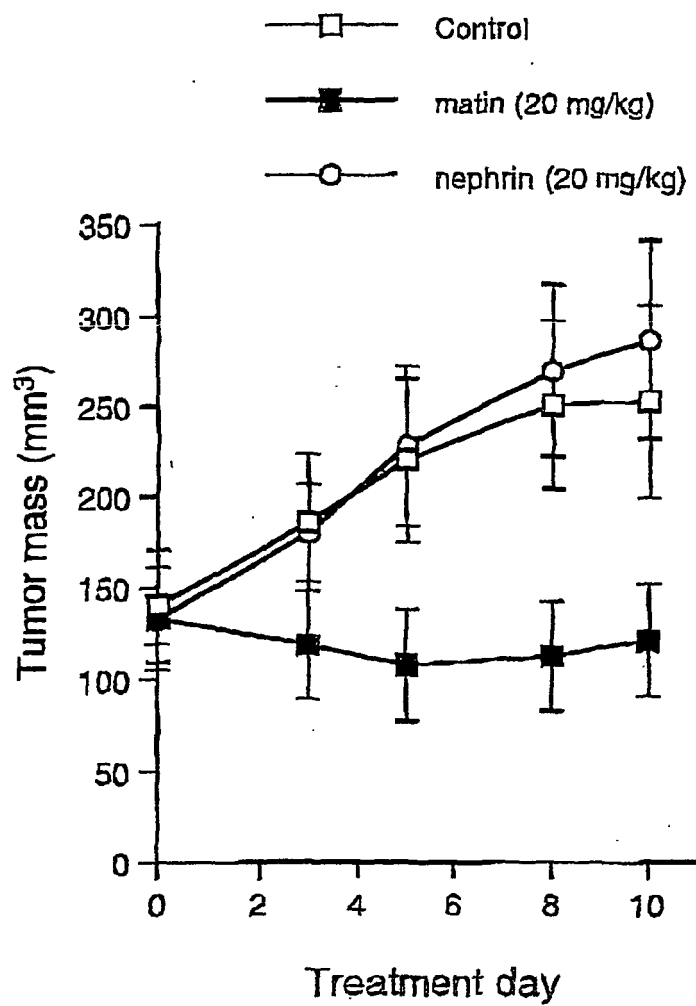 Control
matin (20 mg/kg)
nephrin (20 mg/kg)
350
300
250
200
150
100
50
0
Tumor mass (mm³)
0 2 4 6 8 10
Treatment day